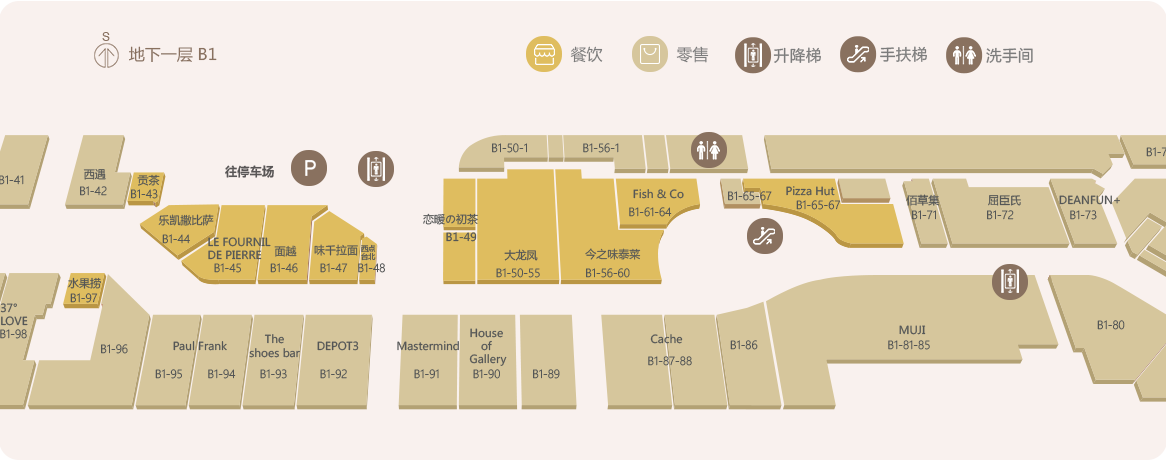 S
地下一层 B1
餐饮
零售
升降梯
手扶梯
洗手间
B1-41
西遇
B1-42
贡茶
B1-43
往停车场
P
B1-50-1
B1-56-1
B1-7
乐凯撒比萨
B1-44
LE FOURNIL
DE PIERRE
B1-45
面越
B1-46
味千拉面
B1-47
西点
B1-48
恋暖の初茶
B1-49
大龙凤
B1-50-55
今之味泰菜
B1-56-60
Fish & Co
B1-61-64
B1-65-67
Pizza Hut
B1-65-67
佰草集
B1-71
屈臣氏
B1-72
DEANFUN+
B1-73
37°
LOVE
B1-98
水果捞
B1-97
B1-96
Paul Frank
B1-95
B1-94
The
shoes bar
B1-93
DEPOT3
B1-92
Mastermind
B1-91
House
of
Gallery
B1-90
B1-89
Cache
B1-87-88
B1-86
MUJI
B1-81-85
B1-80